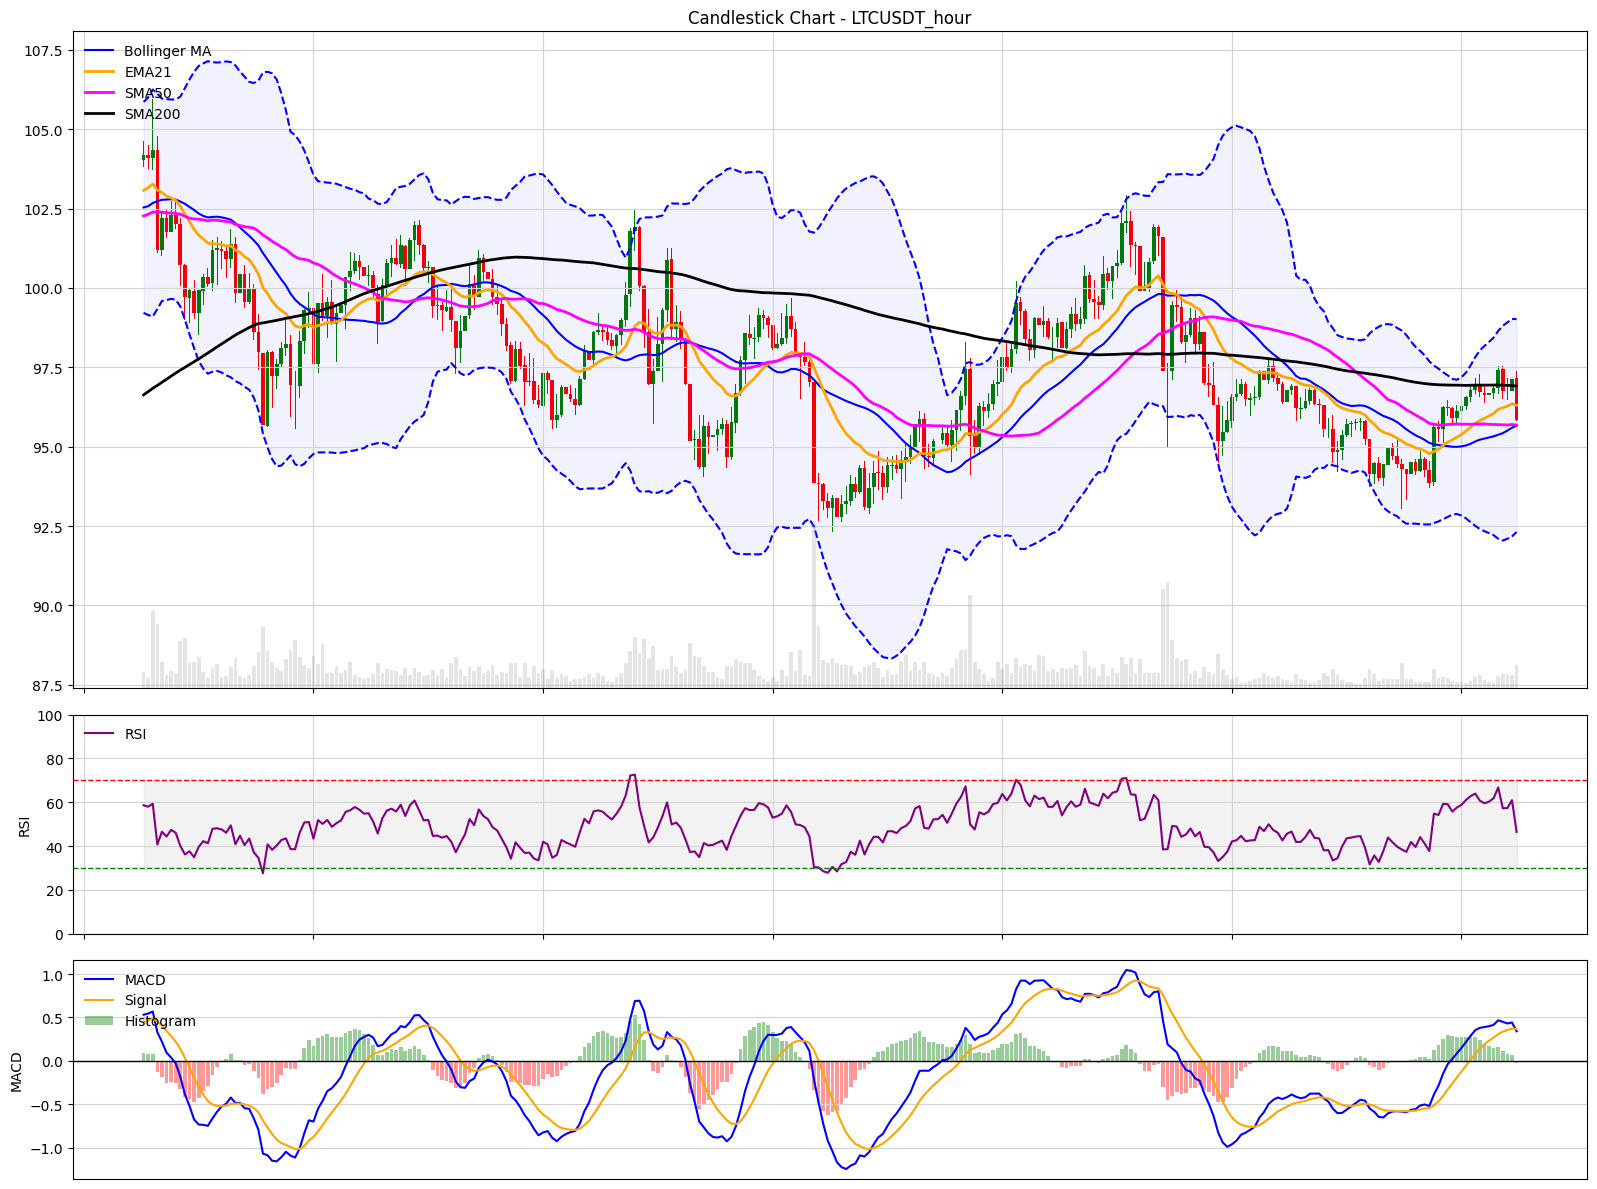 Candlestick Chart - LTCUSDT_hour
107.5
105.0
102.5
100.0
97.5
95.0
92.5
90.0
87.5
Bollinger MA
EMA21
SMA50
SMA200
100
80
60
40
20
0
RSI
RSI
1.0
0.5
0.0
−0.5
−1.0
MACD
MACD
Signal
Histogram